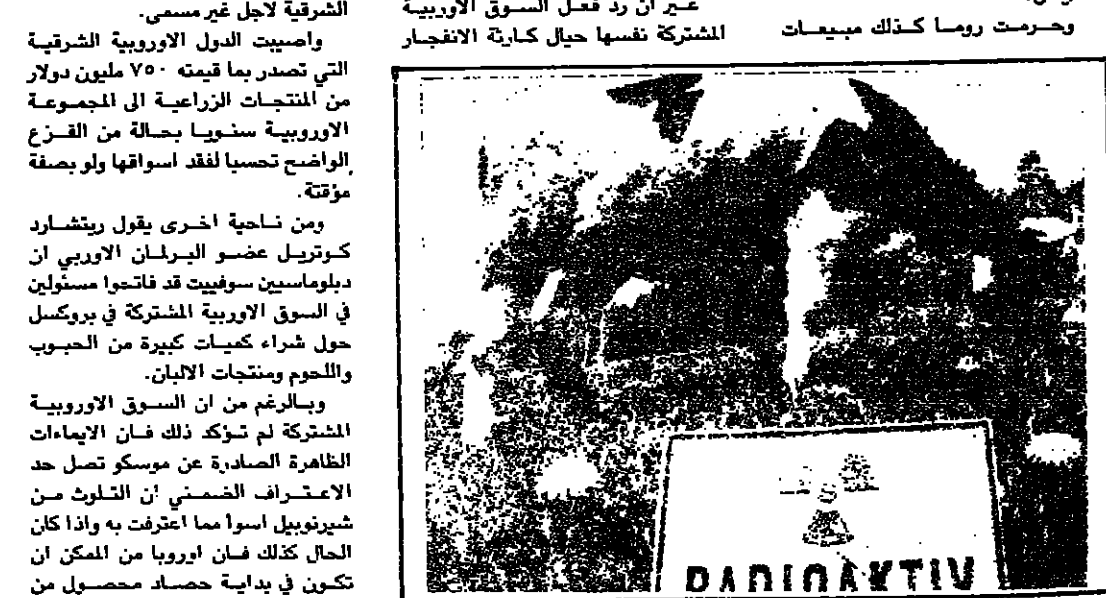 وحرمت روما كذلك مبيعات
غير ان رد فعل السوق الاوربية
المشتركة نفسها حيال كارثة الانفجار
RADIOAKTIV
الشرقية لاجل غير مسمى.
واصيبت الدول الاوروبية الشرقية
التي تصدر بما قيمته ٧٥٠ مليون دولار
من المنتجات الزراعية الى المجموعة
الاوروبية سنويا بحالة من الفزع
الواضح تحسبا لفقد اسواقها ولو بصفة
مؤقتة.
ومن ناحية اخرى يقول ريتشارد
كوتريل عضو البرلمان الاوربي ان
دبلوماسيين سوفييت قد فاتحوا مسئولين
في السوق الاوربية المشتركة في بروكسل
حول شراء كميات كبيرة من الحبوب
واللحوم ومنتجات الالبان.
وبالرغم من ان السوق الاوروبية
المشتركة لم تؤكد ذلك فان الايماءات
الظاهرة الصادرة عن موسكو تصل حد
الاعتراف الضمني أن التلوث من
شيرنوبيل اسوأ مما اعترفت به واذا كان
الحال كذلك فان اوروبا من الممكن ان
تكون في بداية حصاد محصول من